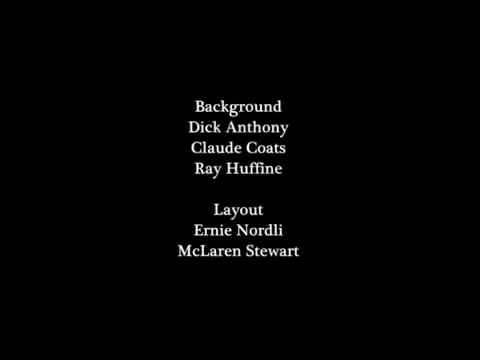 Background
Dick Anthony
Claude Coats
Ray Huffine
Layout
Ernie Nordli
McLaren Stewart